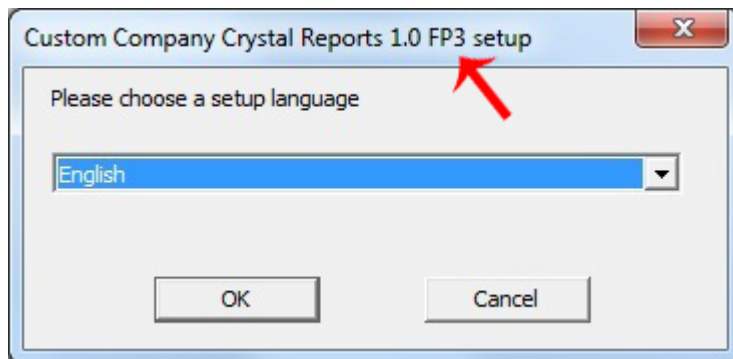 Custom Company Crystal Reports 1.0 FP3 setup
Please choose a setup language
English
OK
Cancel